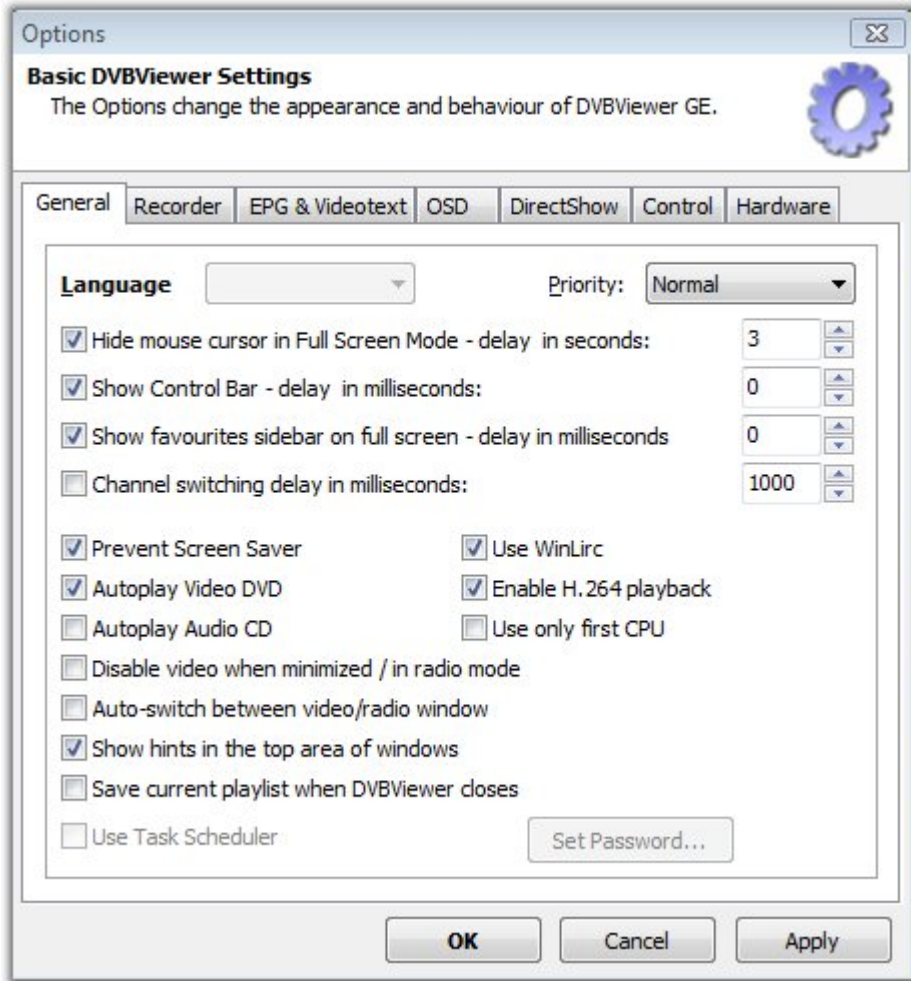 Options
Basic DVBViewer Settings
The Options change the appearance and behaviour of DVBViewer GE.
General Recorder EPG & Videotext OSD DirectShow Control Hardware
Language Priority: Normal
Hide mouse cursor in Full Screen Mode - delay in seconds: 3
Show Control Bar - delay in milliseconds: 0
Show favourites sidebar on full screen - delay in milliseconds 0
Channel switching delay in milliseconds: 1000
Prevent Screen Saver Use WinLirc
Autoplay Video DVD Enable H.264 playback
Autoplay Audio CD Use only first CPU
Disable video when minimized / in radio mode
Auto-switch between video/radio window
Show hints in the top area of windows
Save current playlist when DVBViewer closes
Use Task Scheduler Set Password...
OK Cancel Apply